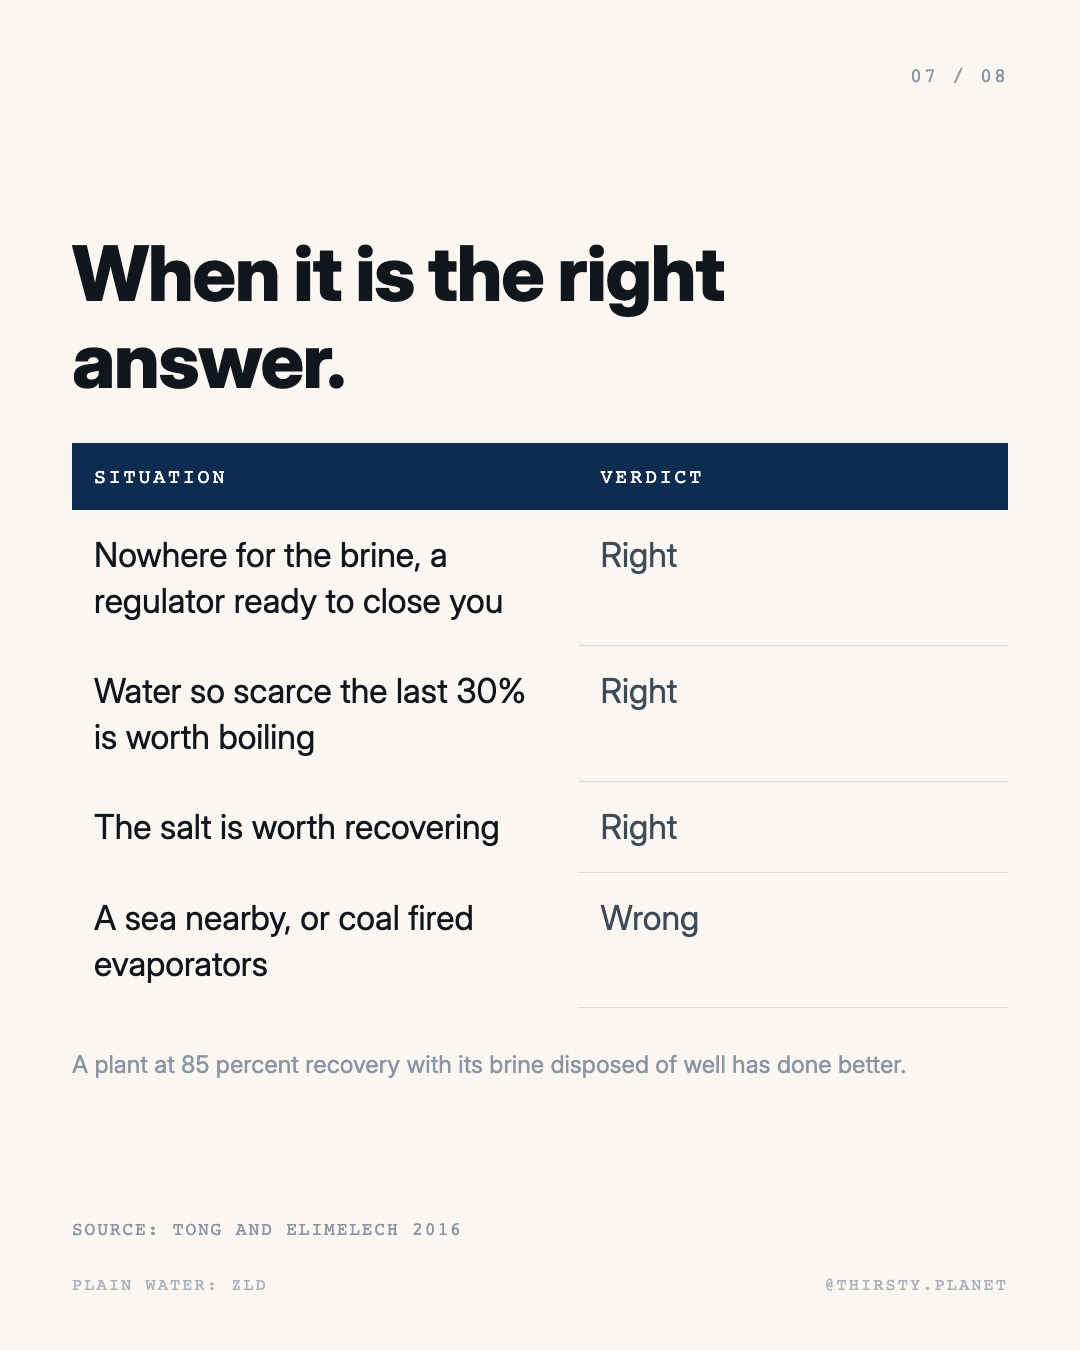 07 / 08
When it is the right
answer.
SITUATION VERDICT
Nowhere for the brine, a Right
regulator ready to close you
Water so scarce the last 30% Right
is worth boiling
The salt is worth recovering Right
A sea nearby, or coal fired Wrong
evaporators
A plant at 85 percent recovery with its brine disposed of well has done better.
SOURCE: TONG AND ELIMELECH 2016
PLAIN WATER: ZLD @THIRSTY.PLANET